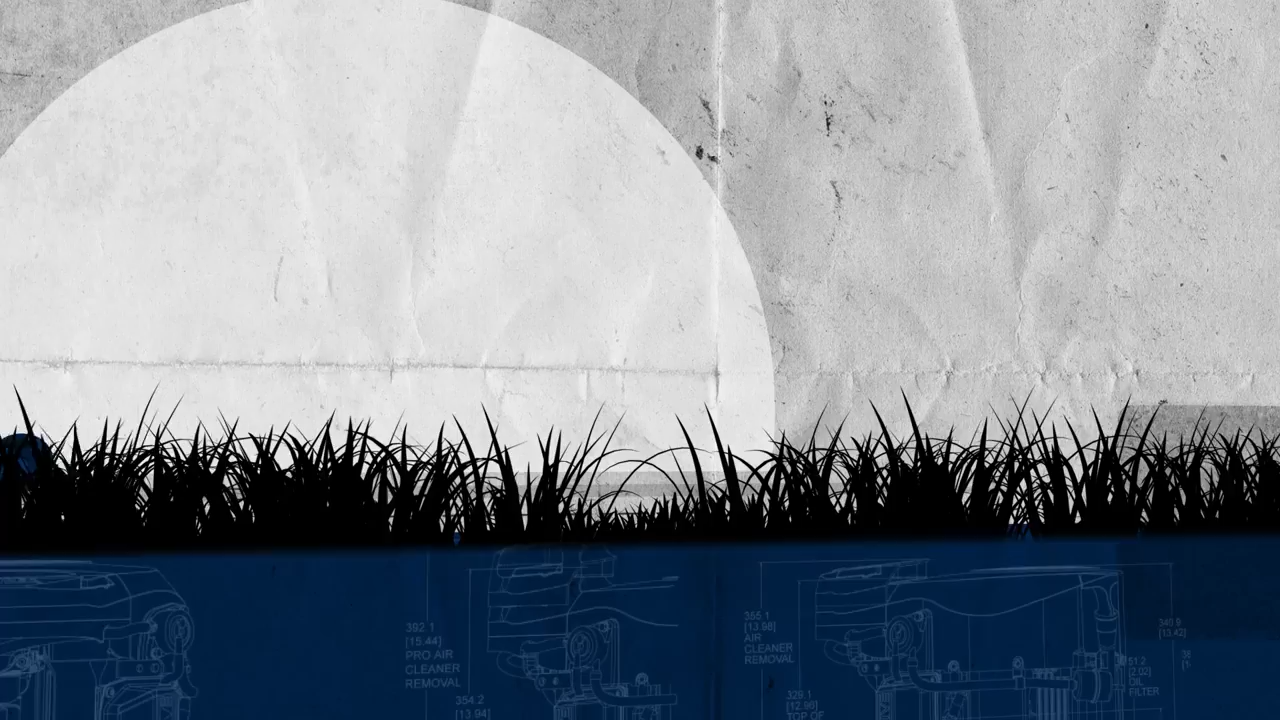 392.1
[15.44]
PRO AIR
CLEANER
REMOVAL
354.2
[13.94]
355.1
[13.98]
AIR
CLEANER
REMOVAL
329.1
[12.96]
TOP OF
349.9
[13.42]
51.2
[2.02]
OIL
FILTER